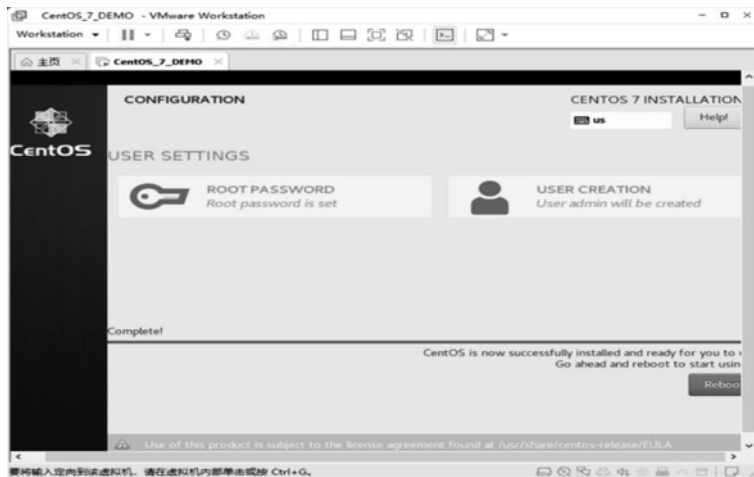 CentOS_7_DEMO - VMware Workstation
Workstation
主页
CentOS_7_DEMO
CONFIGURATION
CENTOS 7 INSTALLATION
us
Help!
CentOS
USER SETTINGS
ROOT PASSWORD
Root password is set
USER CREATION
User admin will be created
Complete!
CentOS is now successfully installed and ready for you to
Go ahead and reboot to start usin
Reboo
Use of this product is subject to the license agreement found at /usr/share/centos-release/EULA
要将输入定向到该虚拟机，请在虚拟机内部单击或按 Ctrl+G。